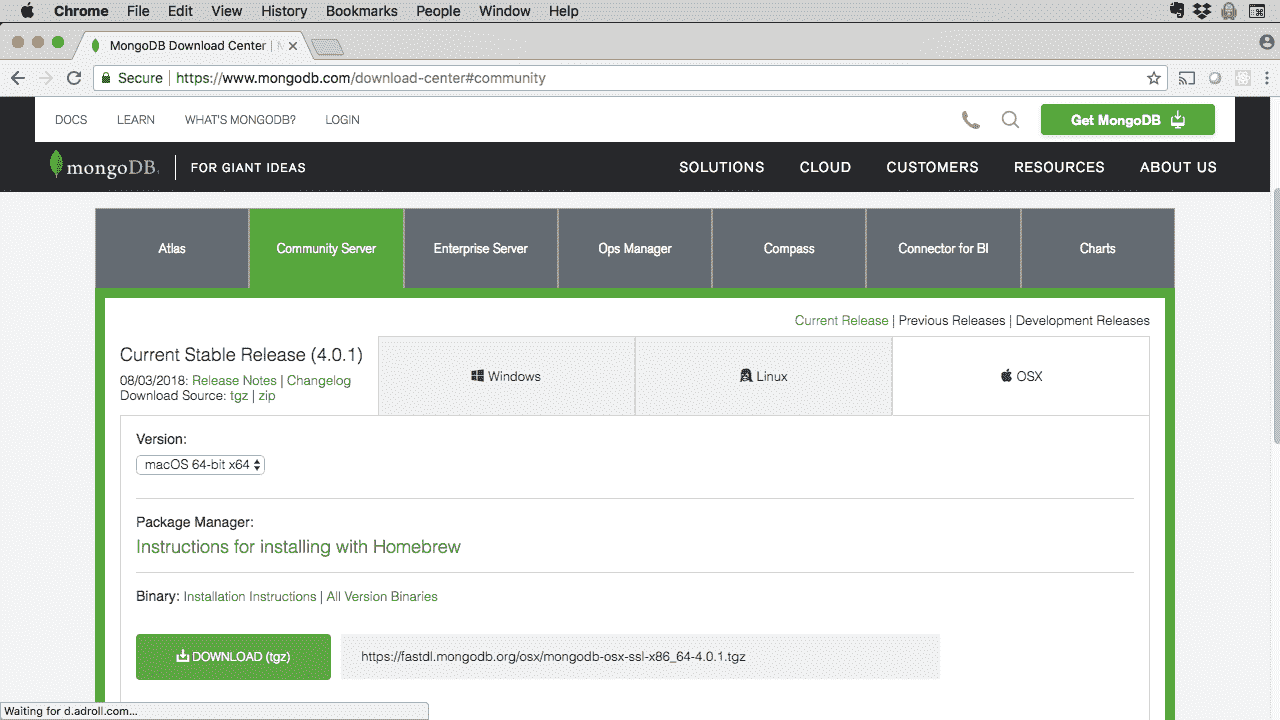 Chrome File Edit View History Bookmarks People Window Help
MongoDB Download Center |
Secure | https://www.mongodb.com/download-center#community
DOCS LEARN WHAT'S MONGODB? LOGIN Get MongoDB
mongoDB. FOR GIANT IDEAS SOLUTIONS CLOUD CUSTOMERS RESOURCES ABOUT US
Atlas Community Server Enterprise Server Ops Manager Compass Connector for BI Charts
Current Release | Previous Releases | Development Releases
Current Stable Release (4.0.1)
08/03/2018: Release Notes | Changelog
Download Source: tgz | zip
Windows Linux OSX
Version:
macOS 64-bit x64
Package Manager:
Instructions for installing with Homebrew
Binary: Installation Instructions | All Version Binaries
DOWNLOAD (tgz) https://fastdl.mongodb.org/osx/mongodb-osx-ssl-x86_64-4.0.1.tgz
Waiting for d.adroll.com...